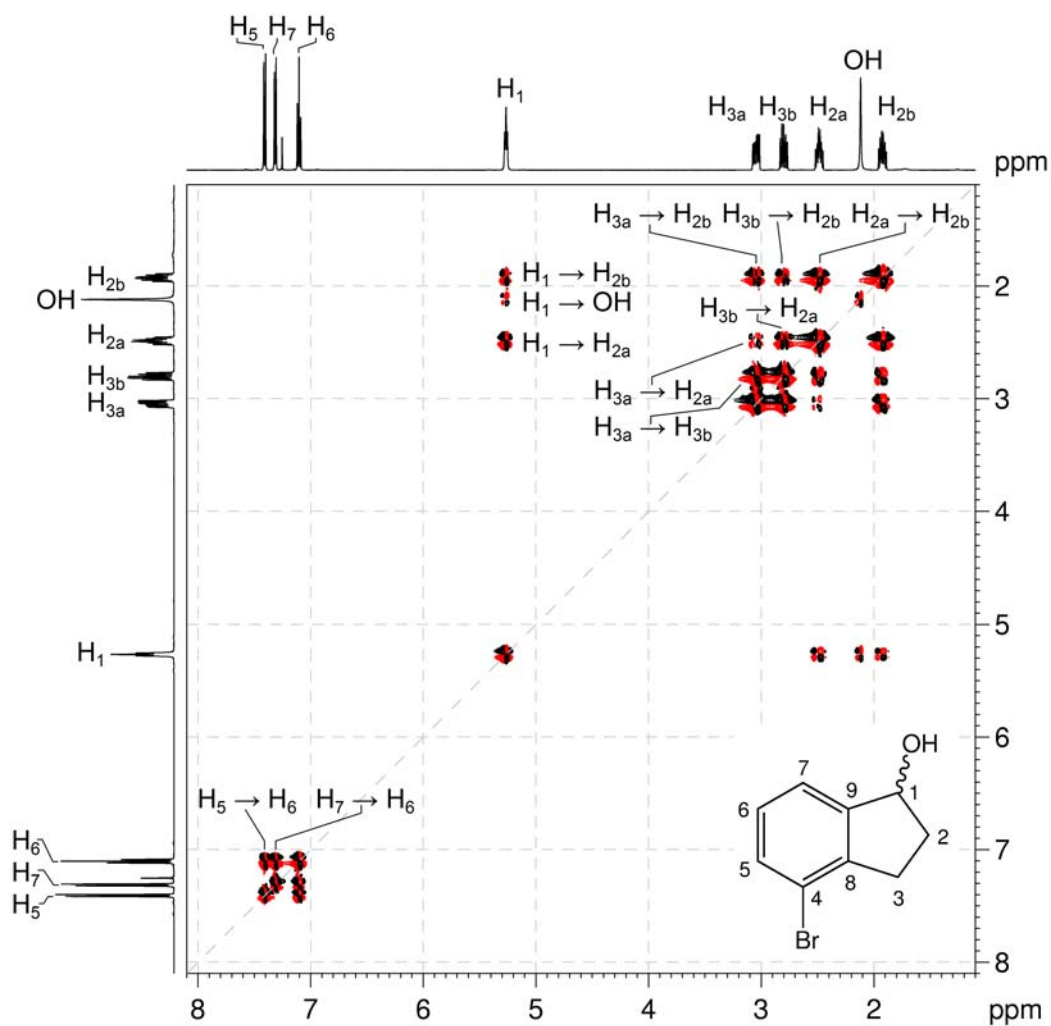 H₅ H₇ H₆
H₁
OH
H₃ₐ H₃b H₂ₐ H₂b
ppm
H₃ₐ → H₂b H₃b → H₂b H₂ₐ → H₂b
H₂b
H₁ → H₂b
2
OH
H₁ → OH
H₃b → H₂ₐ
H₂ₐ
H₁ → H₂ₐ
H₃b
H₃ₐ → H₂ₐ
3
H₃ₐ
H₃ₐ → H₃b
4
H₁
5
6
OH
7
1
9
6
2
H₅ → H₆ H₇ → H₆
H₆
7
5
8
3
H₇
4
H₅
Br
8
8 7 6 5 4 3 2 ppm